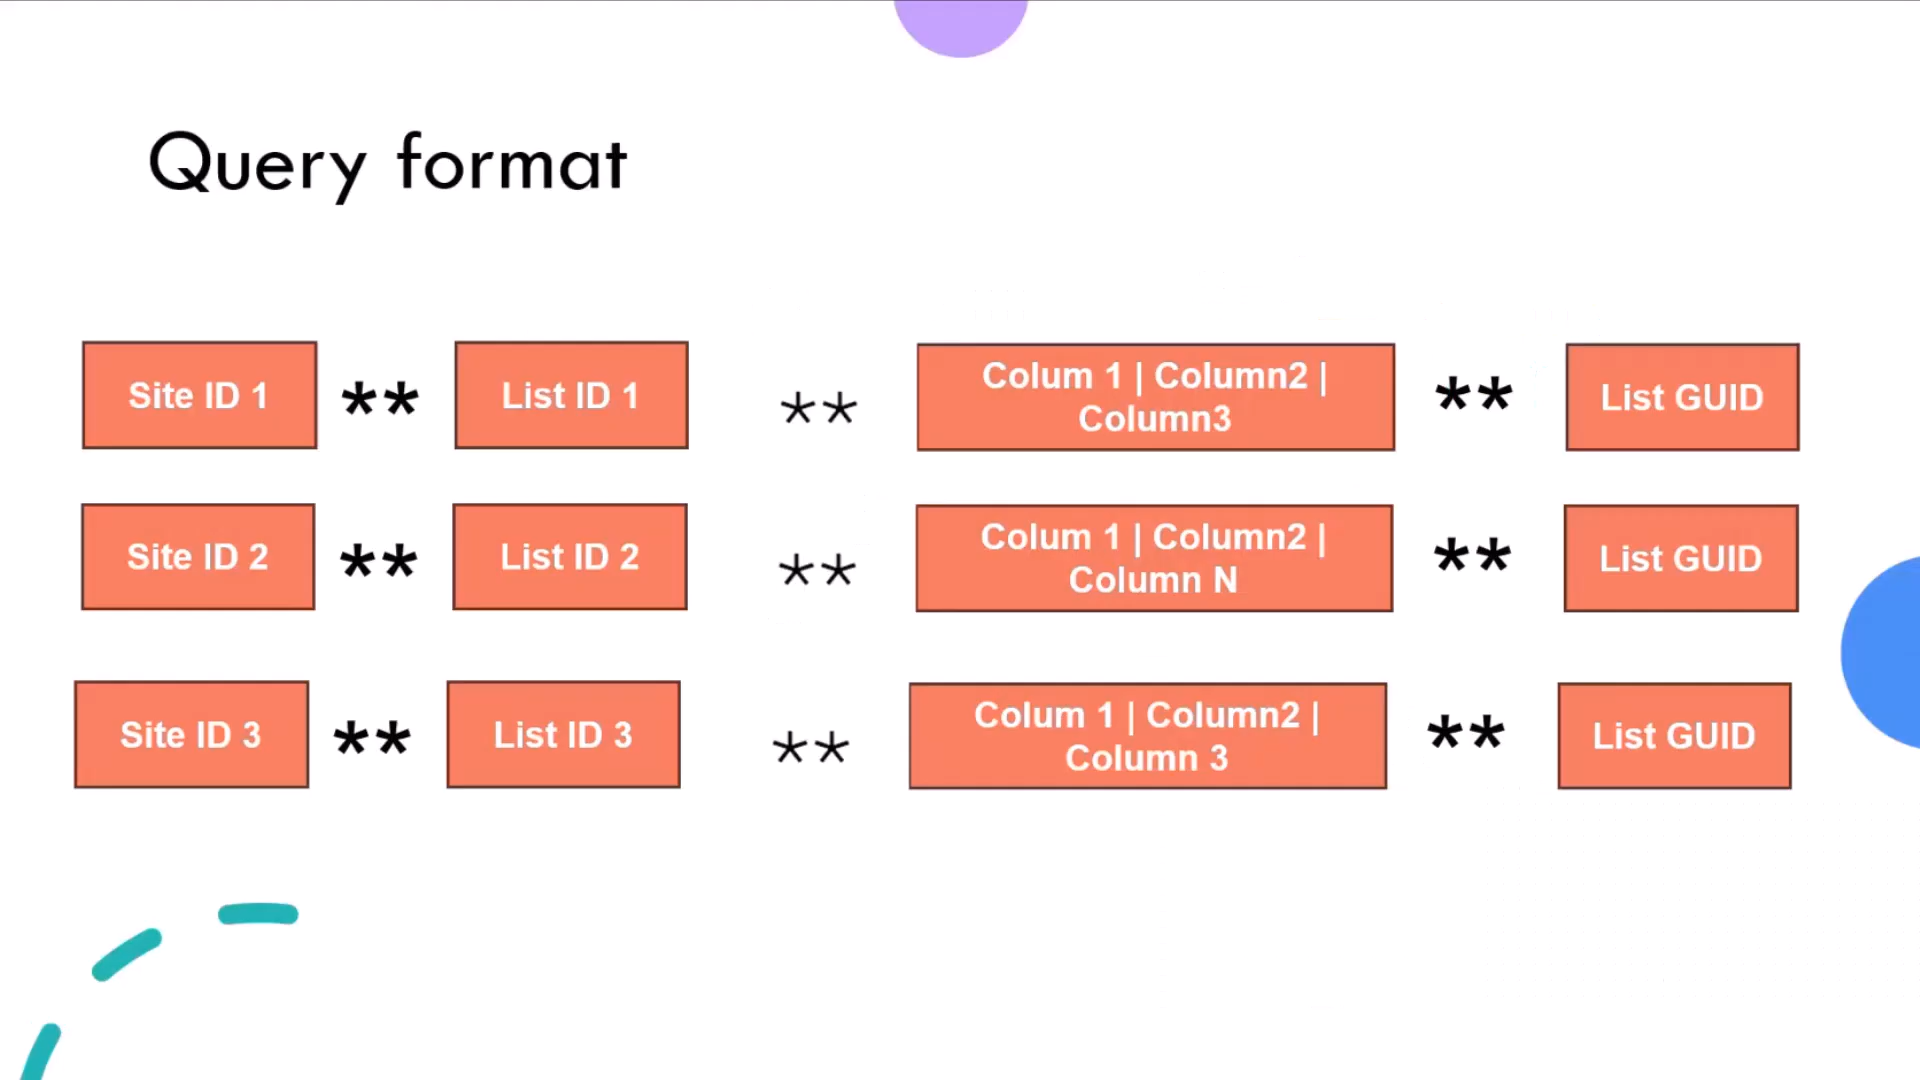 Query format
Site ID 1 ** List ID 1 ** Colum 1 | Column2 |
Column3 ** List GUID
Site ID 2 ** List ID 2 ** Colum 1 | Column2 |
Column N ** List GUID
Site ID 3 ** List ID 3 ** Colum 1 | Column2 |
Column 3 ** List GUID